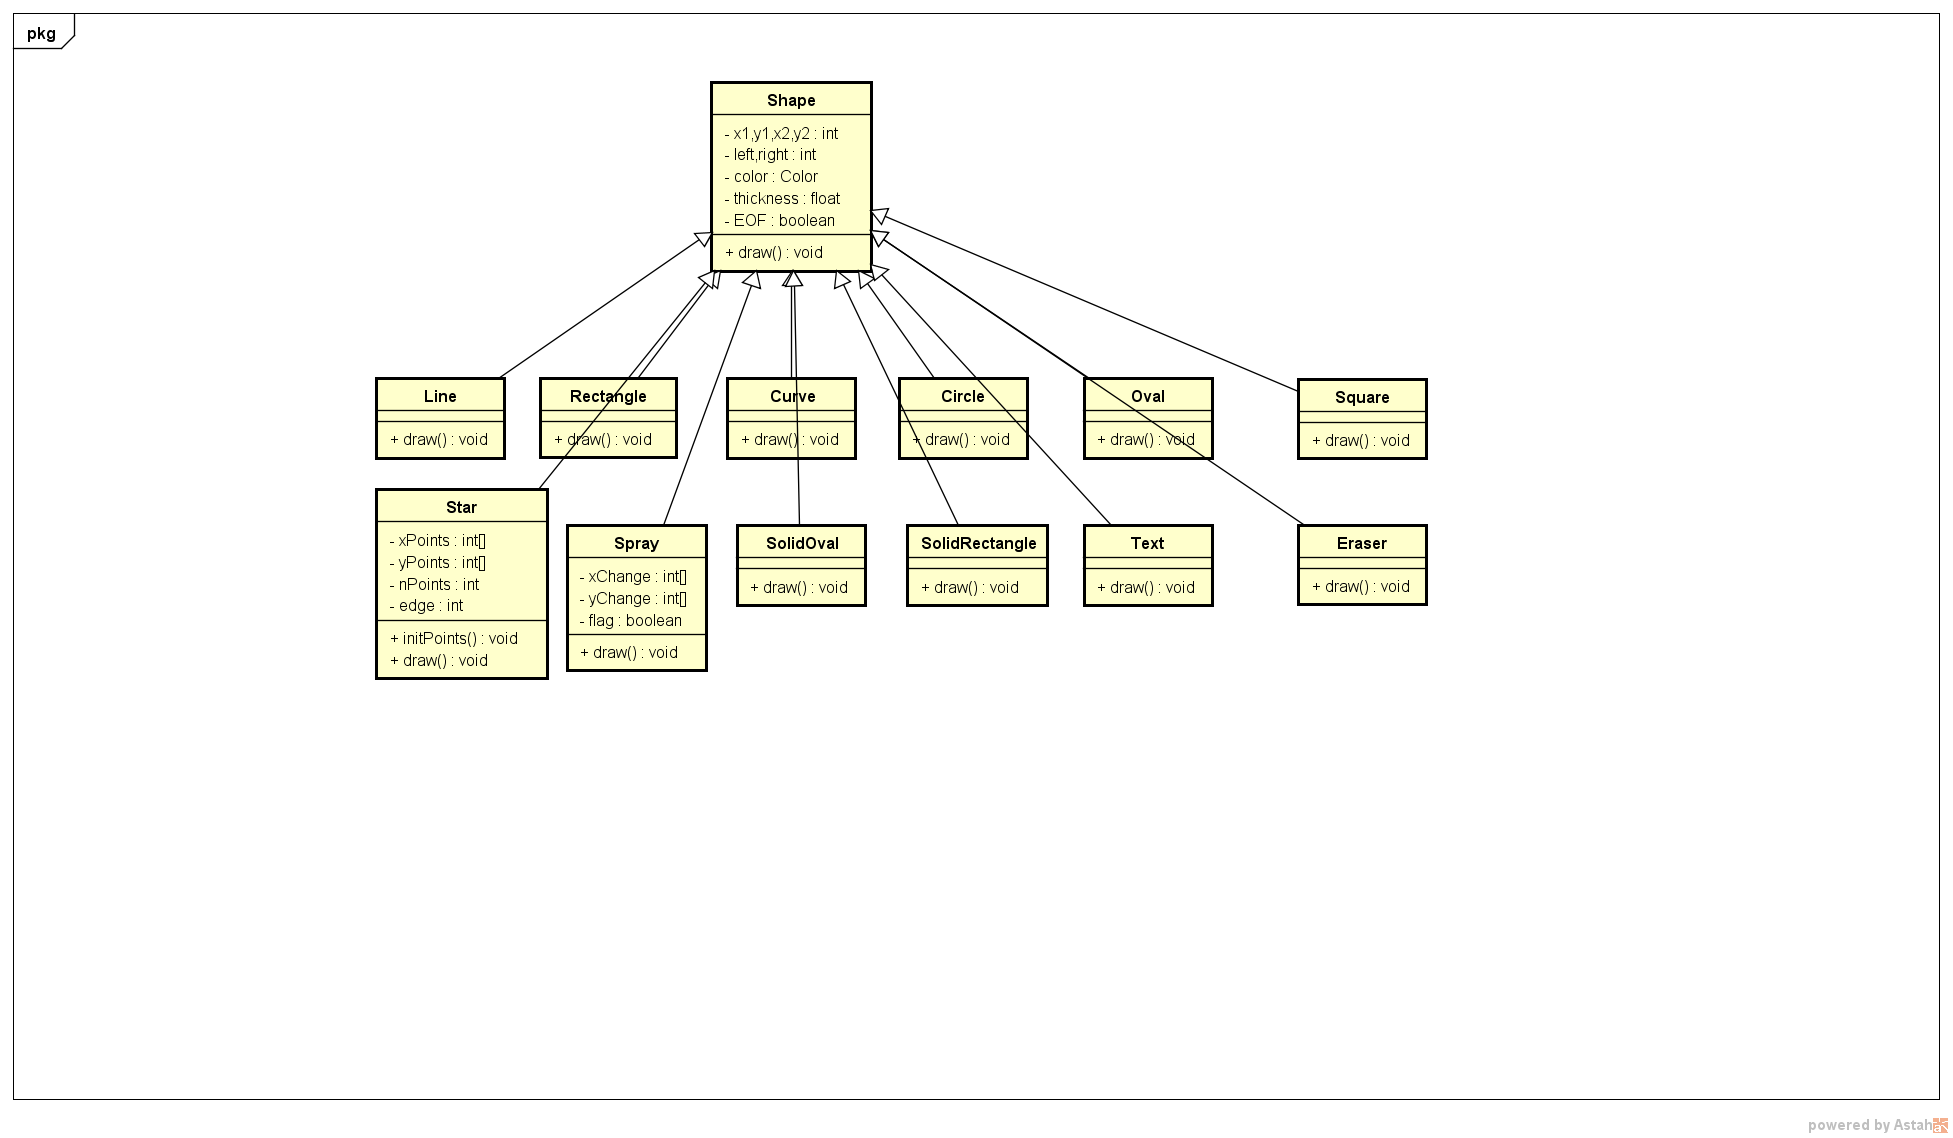 pkg
Shape
- x1,y1,x2,y2 : int
- left,right : int
- color : Color
- thickness : float
- EOF : boolean
+ draw() : void
Line
+ draw() : void
Rectangle
+ draw() : void
Curve
+ draw() : void
Circle
+ draw() : void
Oval
+ draw() : void
Square
+ draw() : void
Star
- xPoints : int[]
- yPoints : int[]
- nPoints : int
- edge : int
+ initPoints() : void
+ draw() : void
Spray
- xChange : int[]
- yChange : int[]
- flag : boolean
+ draw() : void
SolidOval
+ draw() : void
SolidRectangle
+ draw() : void
Text
+ draw() : void
Eraser
+ draw() : void
powered by Astah